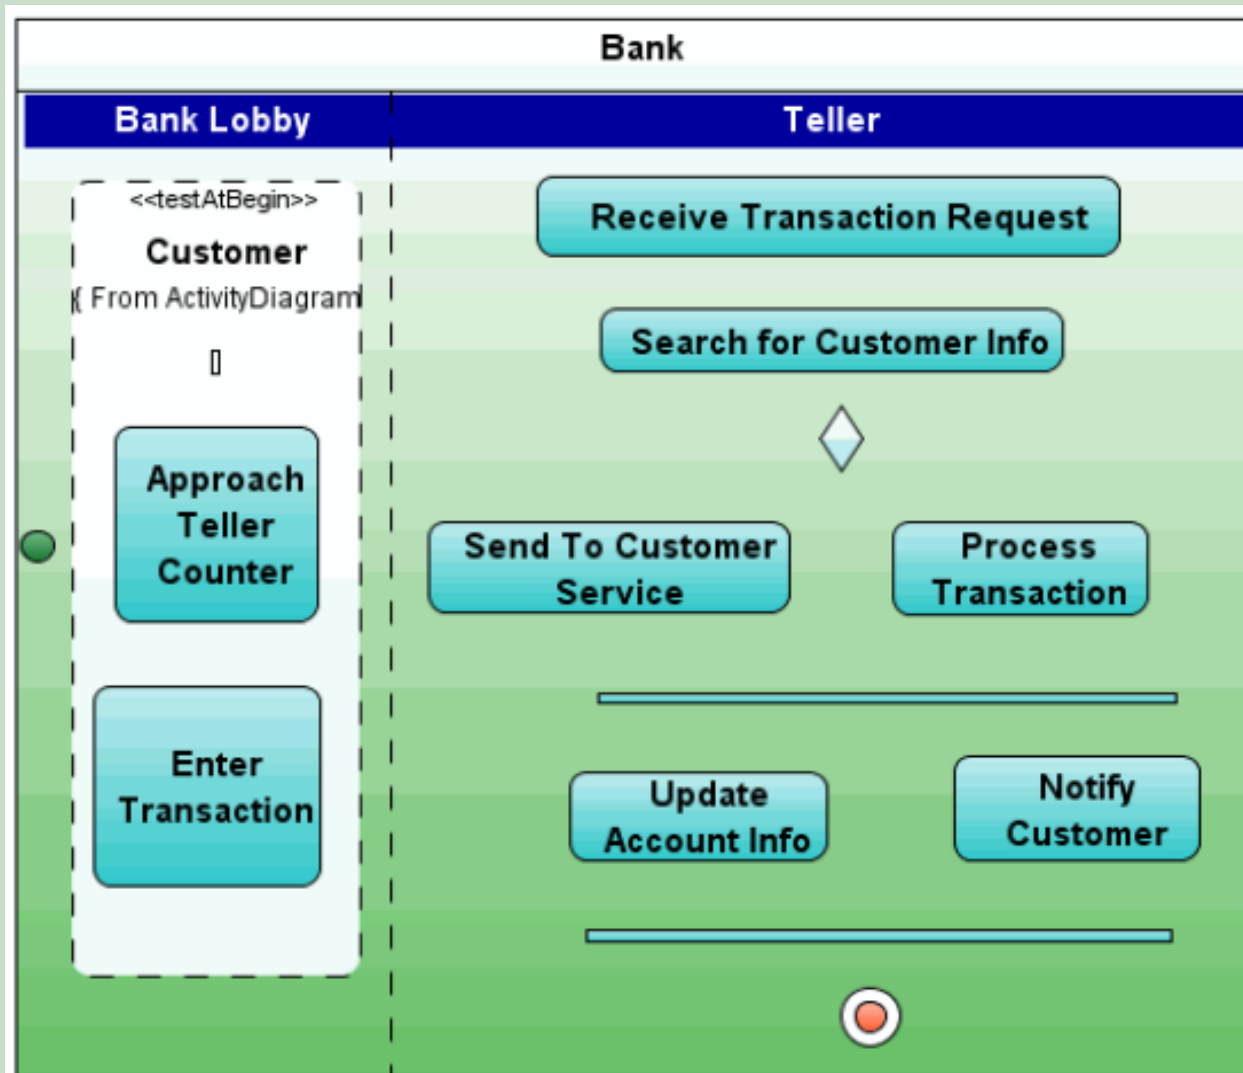 Bank
Bank Lobby
Teller
<<testAtBegin>>
Customer
{ From ActivityDiagram
[]
Approach
Teller
Counter
Enter
Transaction
Receive Transaction Request
Search for Customer Info
Send To Customer
Service
Process
Transaction
Update
Account Info
Notify
Customer